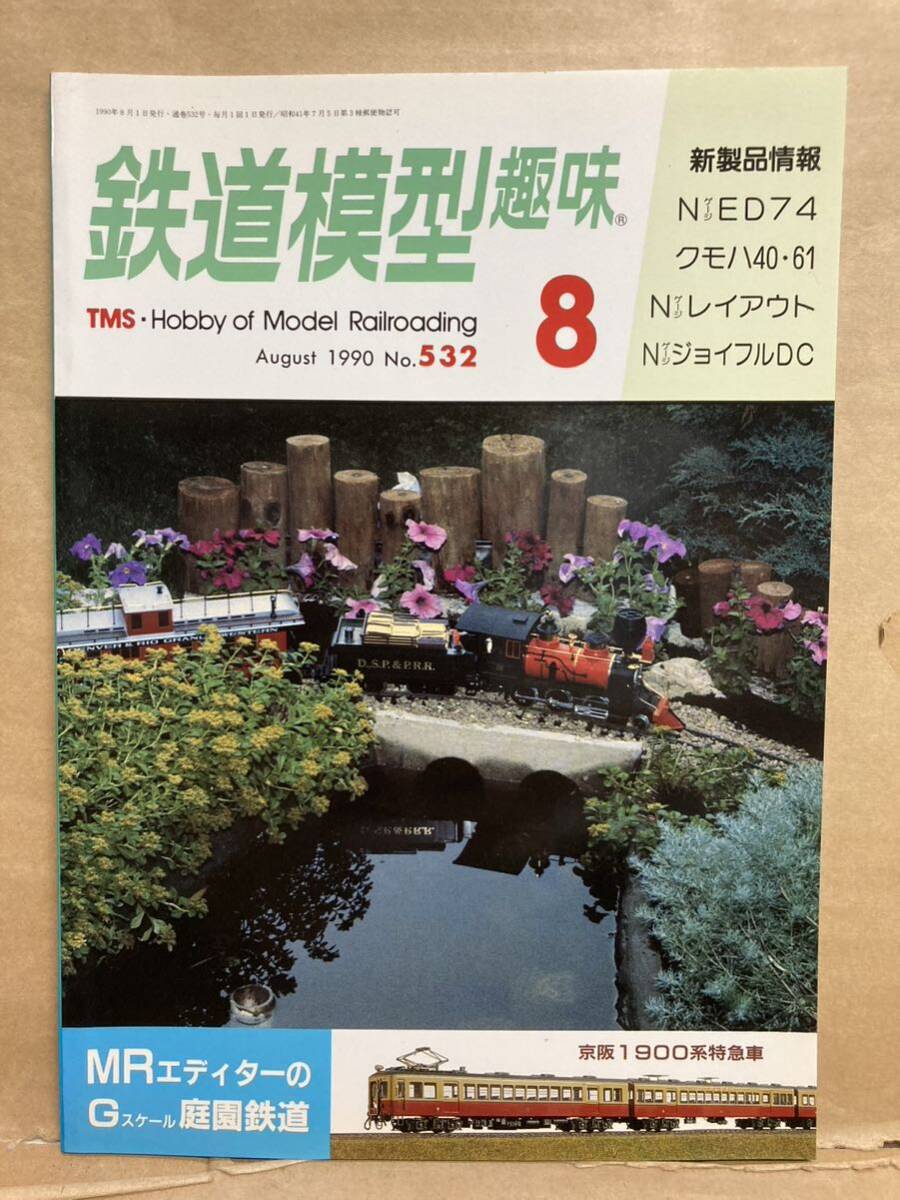 1990年8月1日発行・通巻532号・毎月1回1日発行／昭和41年7月5日第3種郵便物認可
鉄道模型趣味®
TMS・Hobby of Model Railroading
August 1990 No.532
8
新製品情報
NゲージED74
クモハ40・61
Nゲージレイアウト
NゲージジョイフルDC
NVER & RIO GRANDE WESTERN
D.S.P.& P.R.R.
MRエディターの
Gスケール 庭園鉄道
京阪1900系特急車